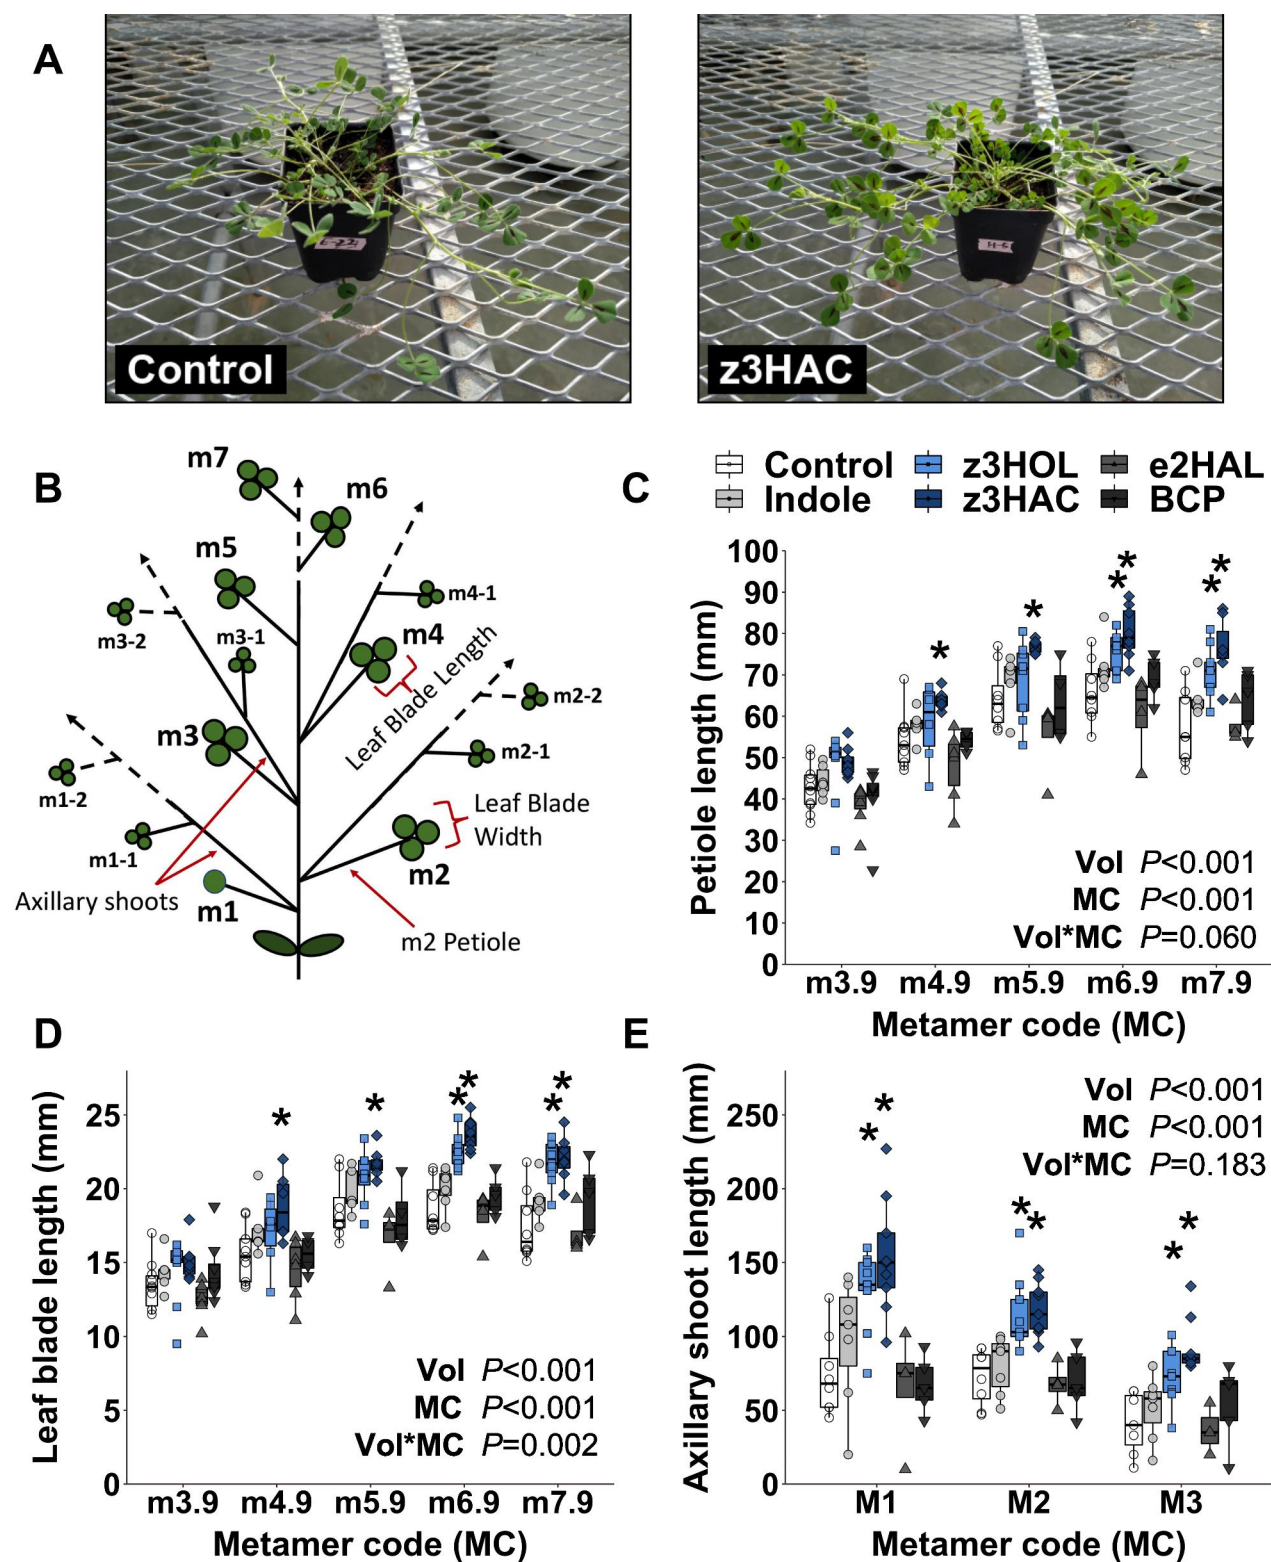 A
E-22
H-5
Control
z3HAC
B
m7
m6
m5
m4-1
m3-2
m3-1
m4
Leaf Blade Length
m2-2
m3
m2-1
m1-2
Leaf Blade
Width
m1-1
m2
Axillary shoots
m1
m2 Petiole
C
Control
z3HOL
e2HAL
Indole
z3HAC
BCP
Petiole length (mm)
100
90
80
70
60
50
40
30
20
10
0
* * * * * *
Vol P<0.001
MC P<0.001
Vol*MC P=0.060
m3.9 m4.9 m5.9 m6.9 m7.9
Metamer code (MC)
D
Leaf blade length (mm)
25
20
15
10
5
0
* * * * * *
Vol P<0.001
MC P<0.001
Vol*MC P=0.002
m3.9 m4.9 m5.9 m6.9 m7.9
Metamer code (MC)
E
Axillary shoot length (mm)
250
200
150
100
50
0
* * * * * *
Vol P<0.001
MC P<0.001
Vol*MC P=0.183
M1 M2 M3
Metamer code (MC)